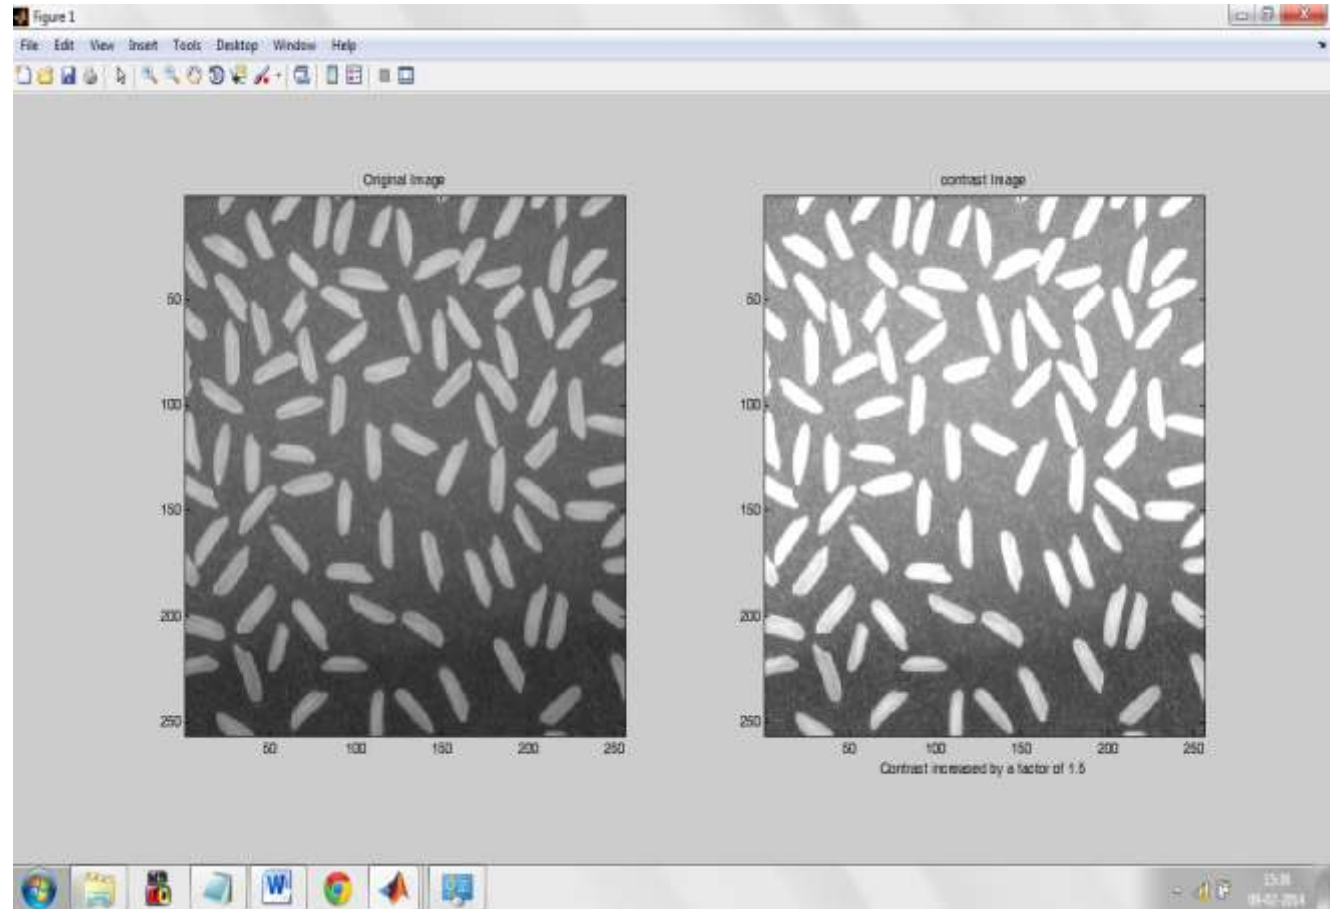 Figure 1
File Edit View Insert Tools Desktop Window Help
Original Image
50
100
150
200
250
50 100 150 200 250
contrast Image
50
100
150
200
250
50 100 150 200 250
Contrast increased by a factor of 1.5